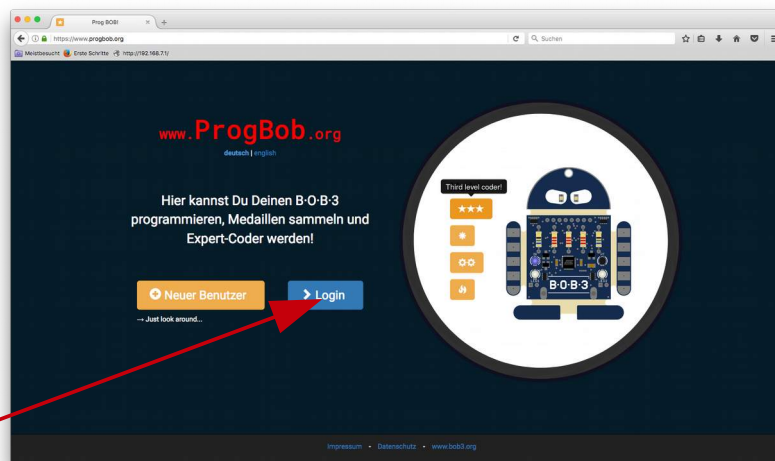 Prog BOB!
https://www.progbob.org
Suchen
Meistbesucht Erste Schritte http://192.168.7.1/
www.ProgBob.org
deutsch | english
Hier kannst Du Deinen B·O·B·3
programmieren, Medaillen sammeln und
Expert-Coder werden!
Neuer Benutzer
Login
→ Just look around...
Third level coder!
B·O·B·3
Impressum - Datenschutz - www.bob3.org